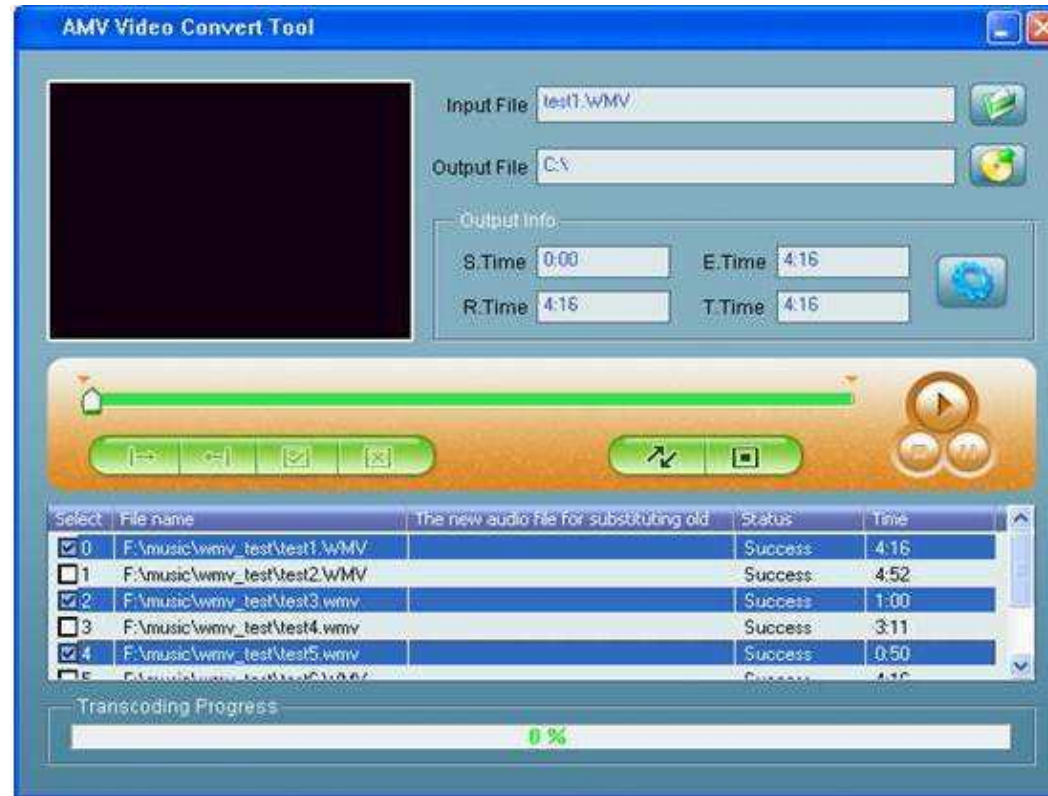 AMV Video Convert Tool
Input File test1.WMV
Output File C:\
Output Info
S.Time 0:00 E.Time 4:16
R.Time 4:16 T.Time 4:16
Select File name The new audio file for substituting old Status Time
0 F:\music\wmv_test\test1.WMV Success 4:16
1 F:\music\wmv_test\test2.WMV Success 4:52
2 F:\music\wmv_test\test3.wmv Success 1:00
3 F:\music\wmv_test\test4.wmv Success 3:11
4 F:\music\wmv_test\test5.wmv Success 0:50
Transcoding Progress
0 %